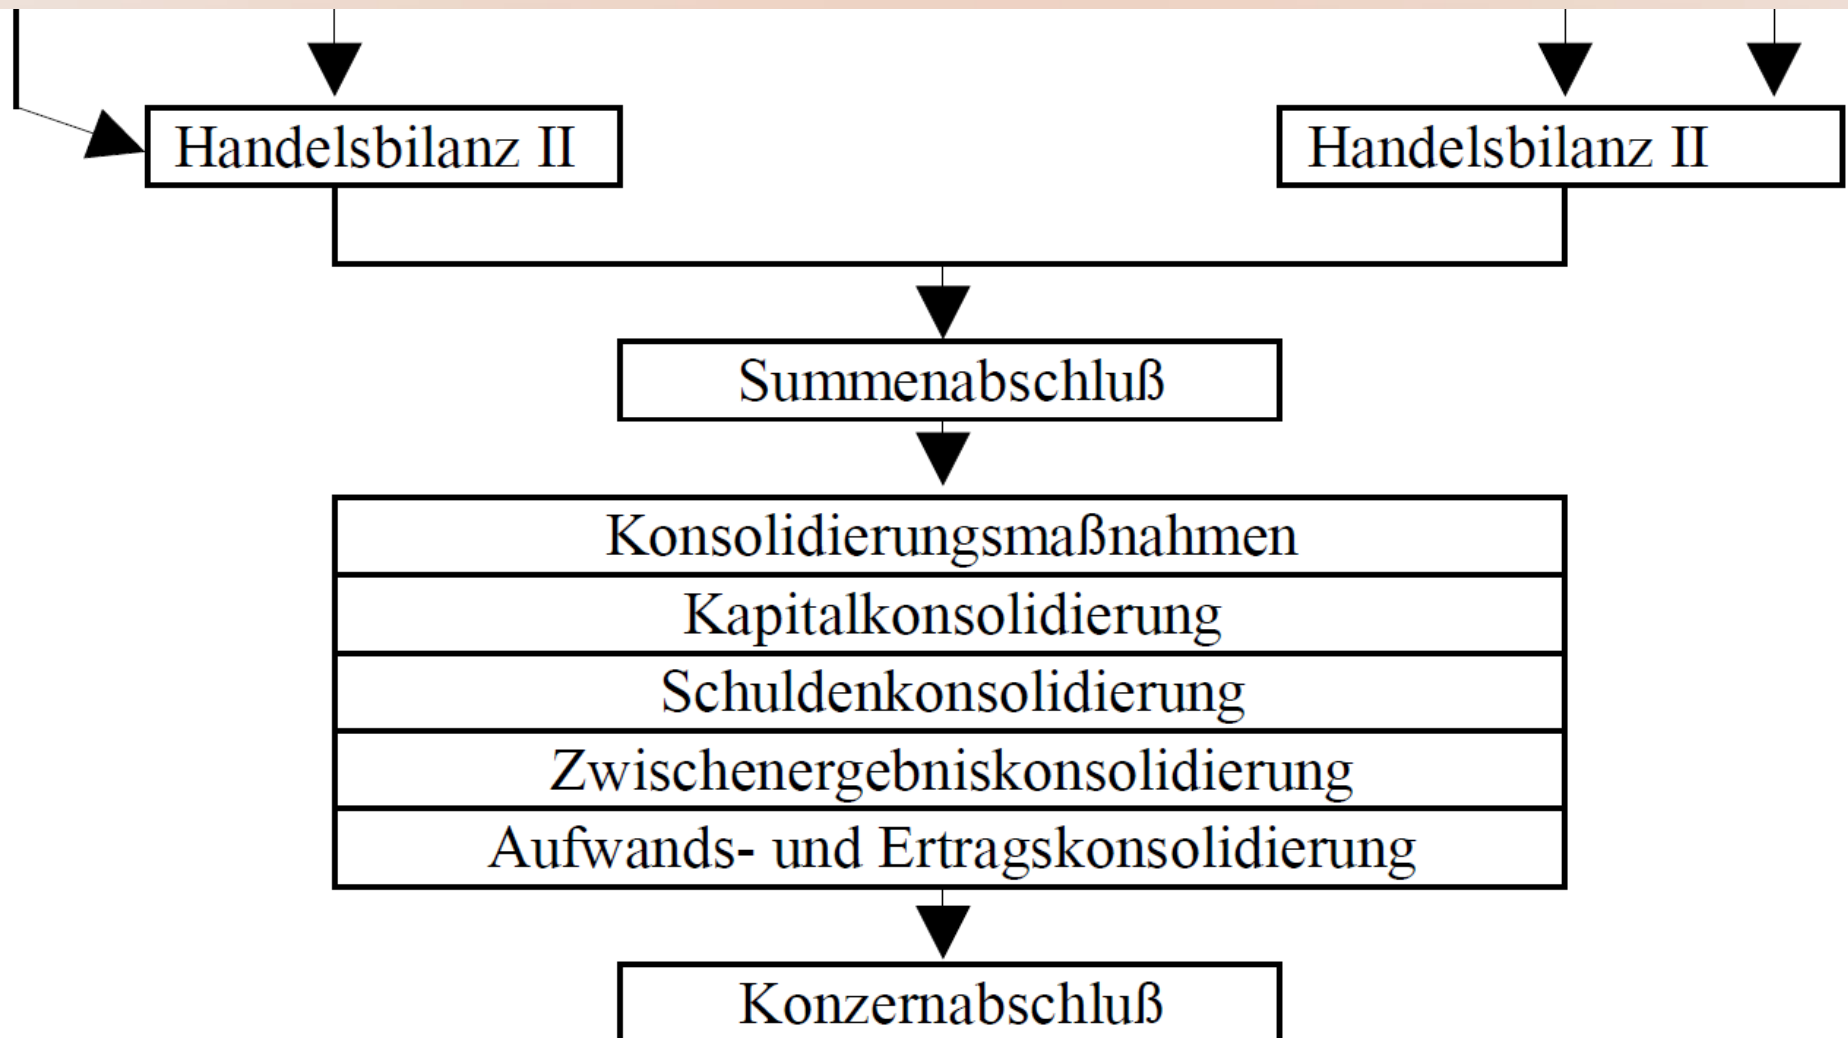 Handelsbilanz II
Handelsbilanz II
Summenabschluß
Konsolidierungsmaßnahmen
Kapitalkonsolidierung
Schuldenkonsolidierung
Zwischenergebniskonsolidierung
Aufwands- und Ertragskonsolidierung
Konzernabschluß